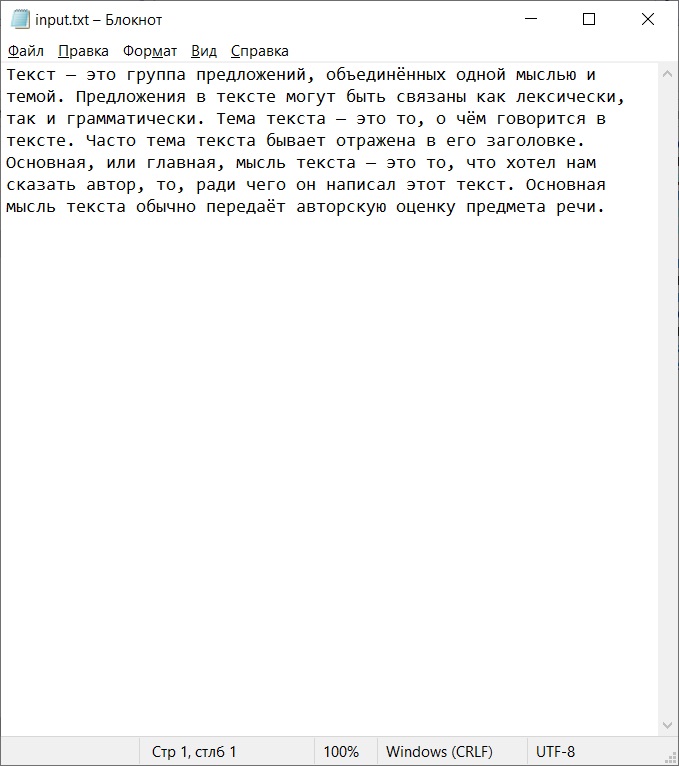 input.txt – Блокнот
Файл Правка Формат Вид Справка
Текст — это группа предложений, объединённых одной мыслью и
темой. Предложения в тексте могут быть связаны как лексически,
так и грамматически. Тема текста — это то, о чём говорится в
тексте. Часто тема текста бывает отражена в его заголовке.
Основная, или главная, мысль текста — это то, что хотел нам
сказать автор, то, ради чего он написал этот текст. Основная
мысль текста обычно передаёт авторскую оценку предмета речи.
Стр 1, стлб 1 100% Windows (CRLF) UTF-8